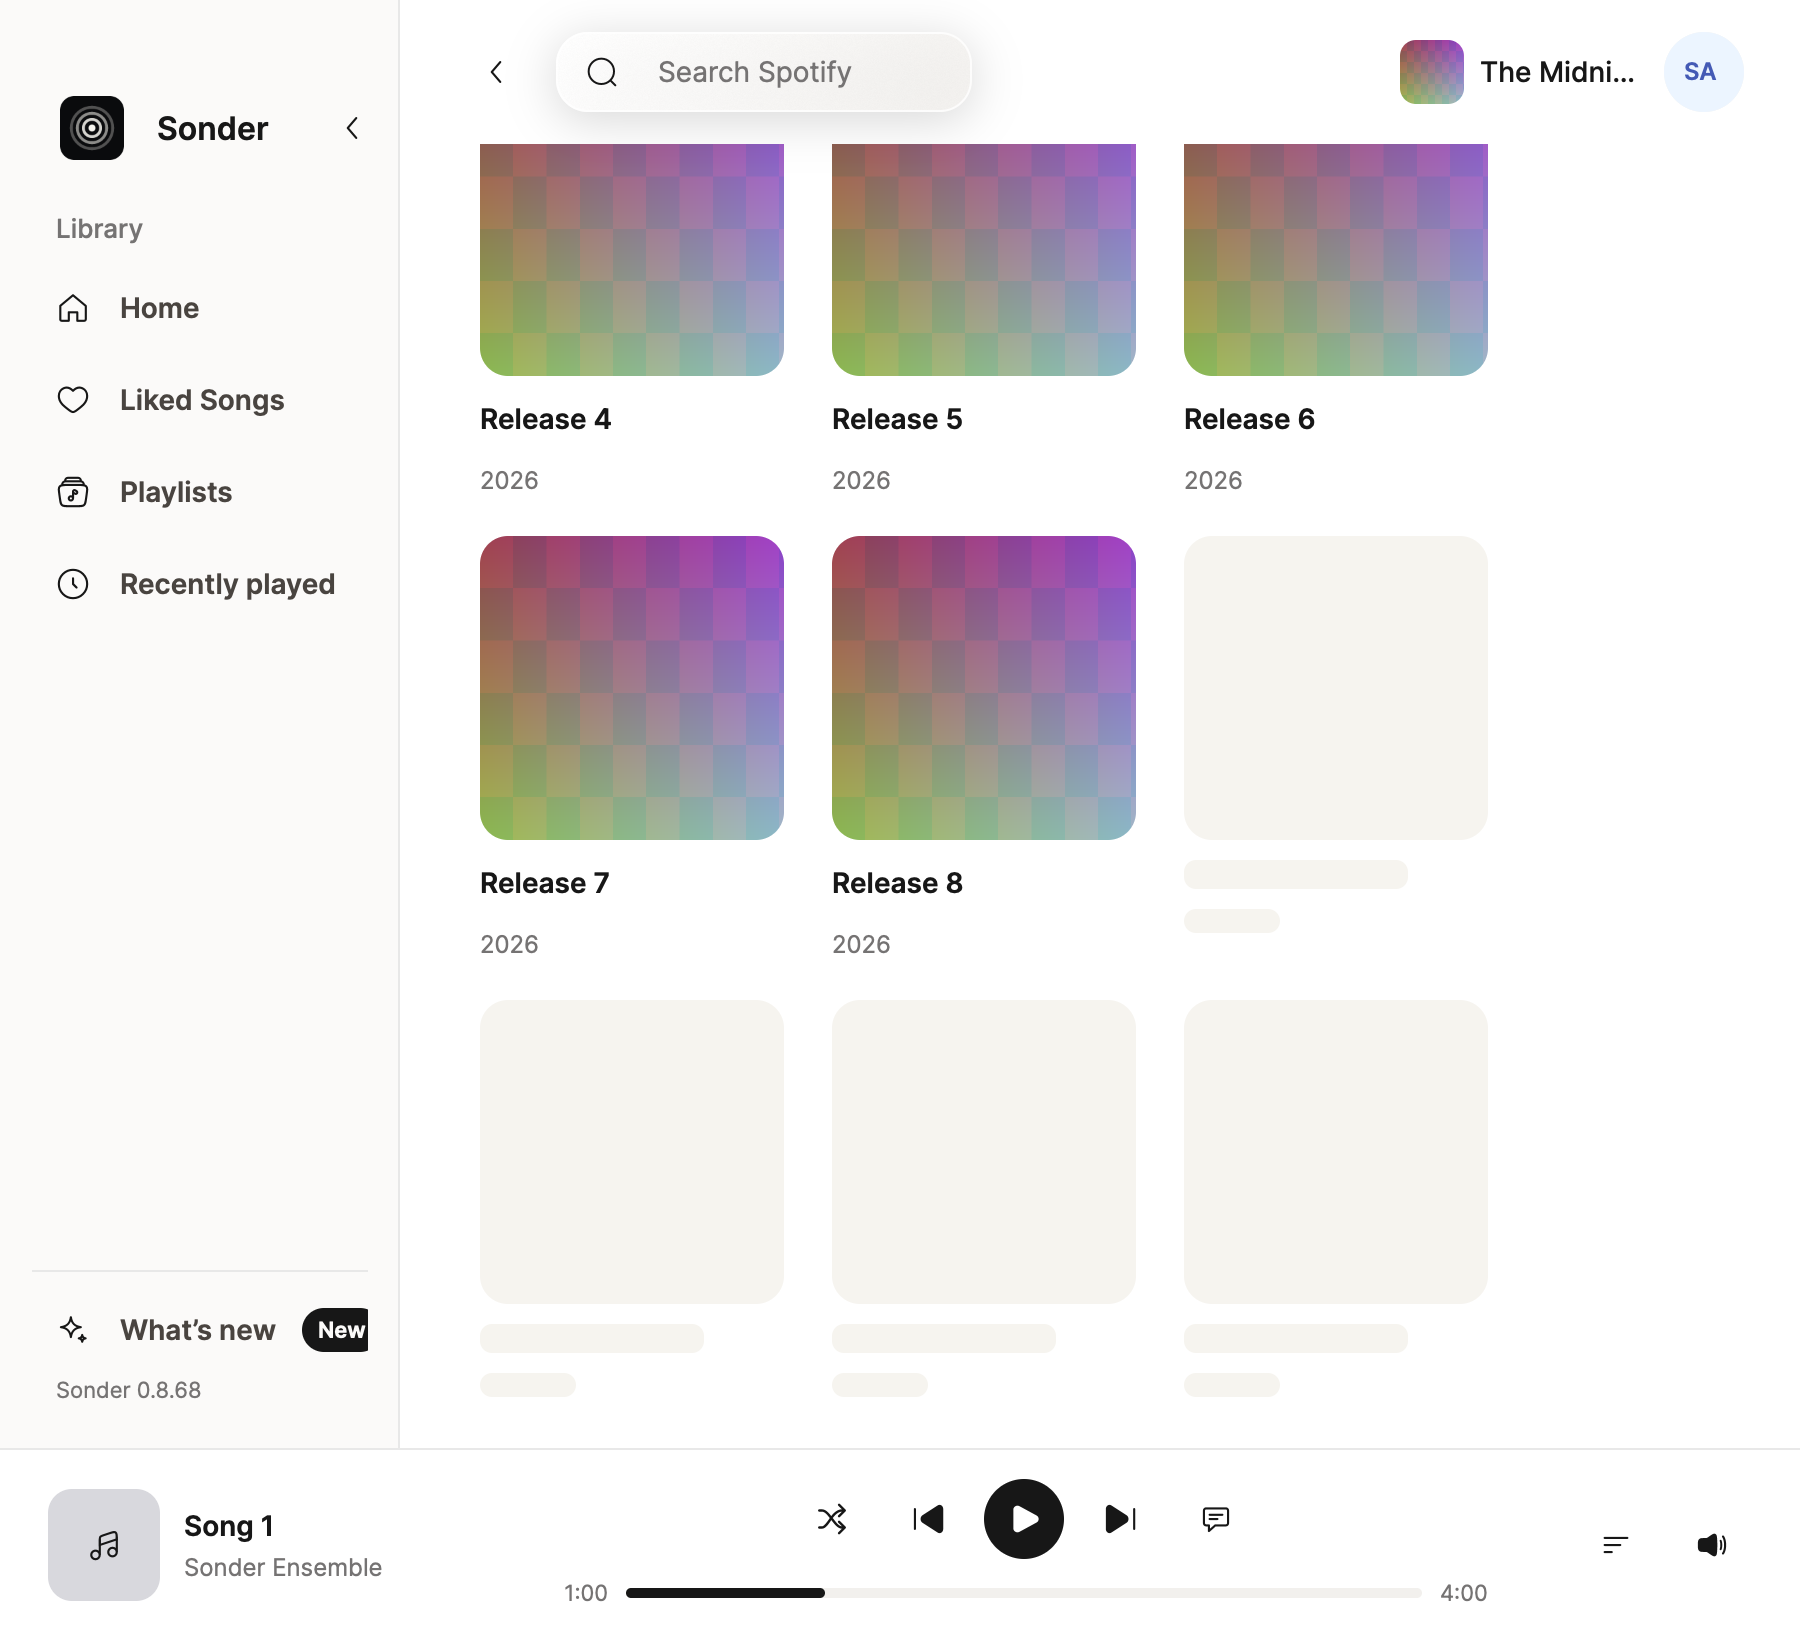 Sonder
Library
Home
Liked Songs
Playlists
Recently played
What’s new
New
Sonder 0.8.68
Search Spotify
The Midni...
SA
Release 4
2026
Release 5
2026
Release 6
2026
Release 7
2026
Release 8
2026
Song 1
Sonder Ensemble
1:00
4:00